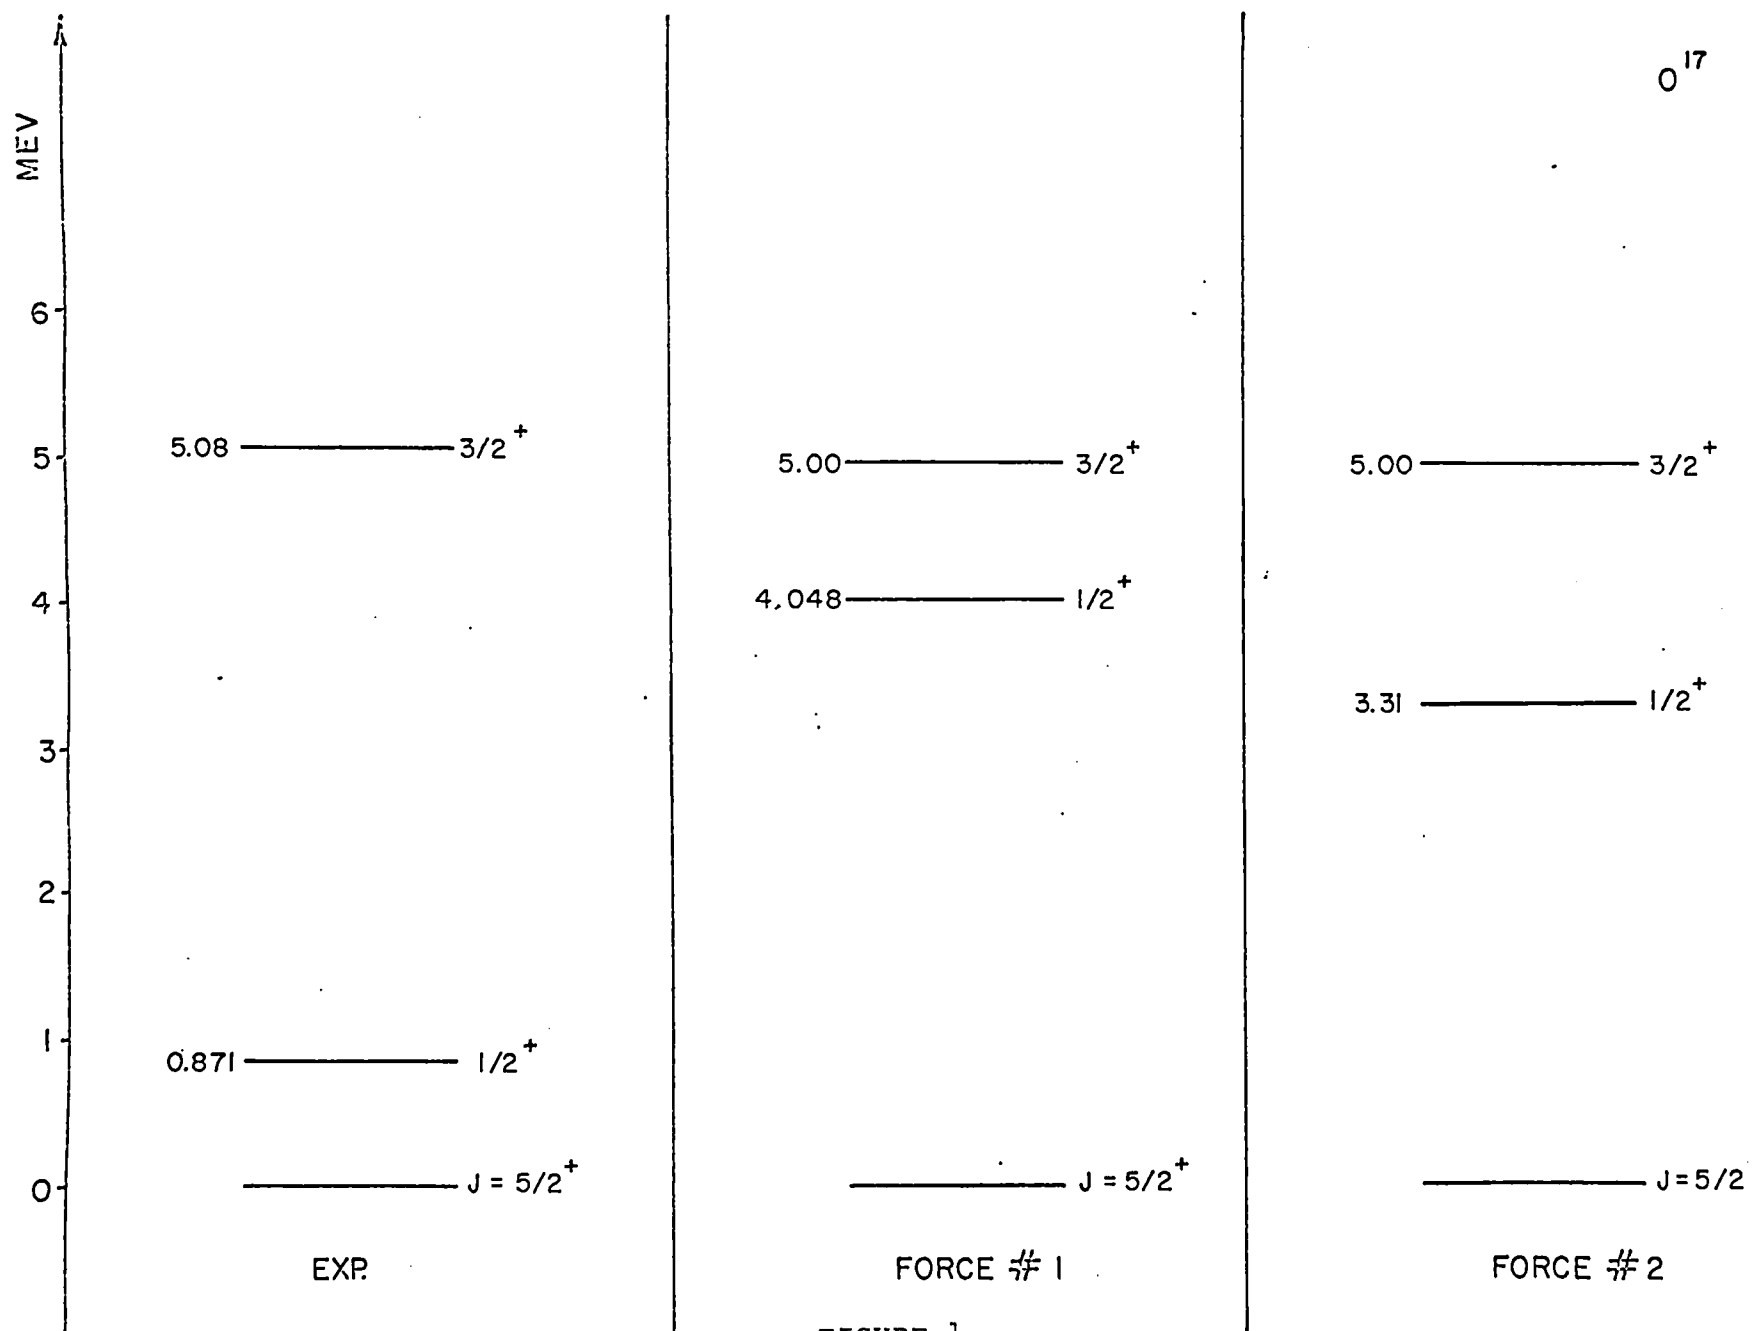 O¹⁷
MEV
6
5
4
3
2
1
0
5.08 3/2⁺
0.871 1/2⁺
J = 5/2⁺
EXP.
5.00 3/2⁺
4.048 1/2⁺
J = 5/2⁺
FORCE # 1
5.00 3/2⁺
3.31 1/2⁺
J=5/2
FORCE # 2
FIGURE 1